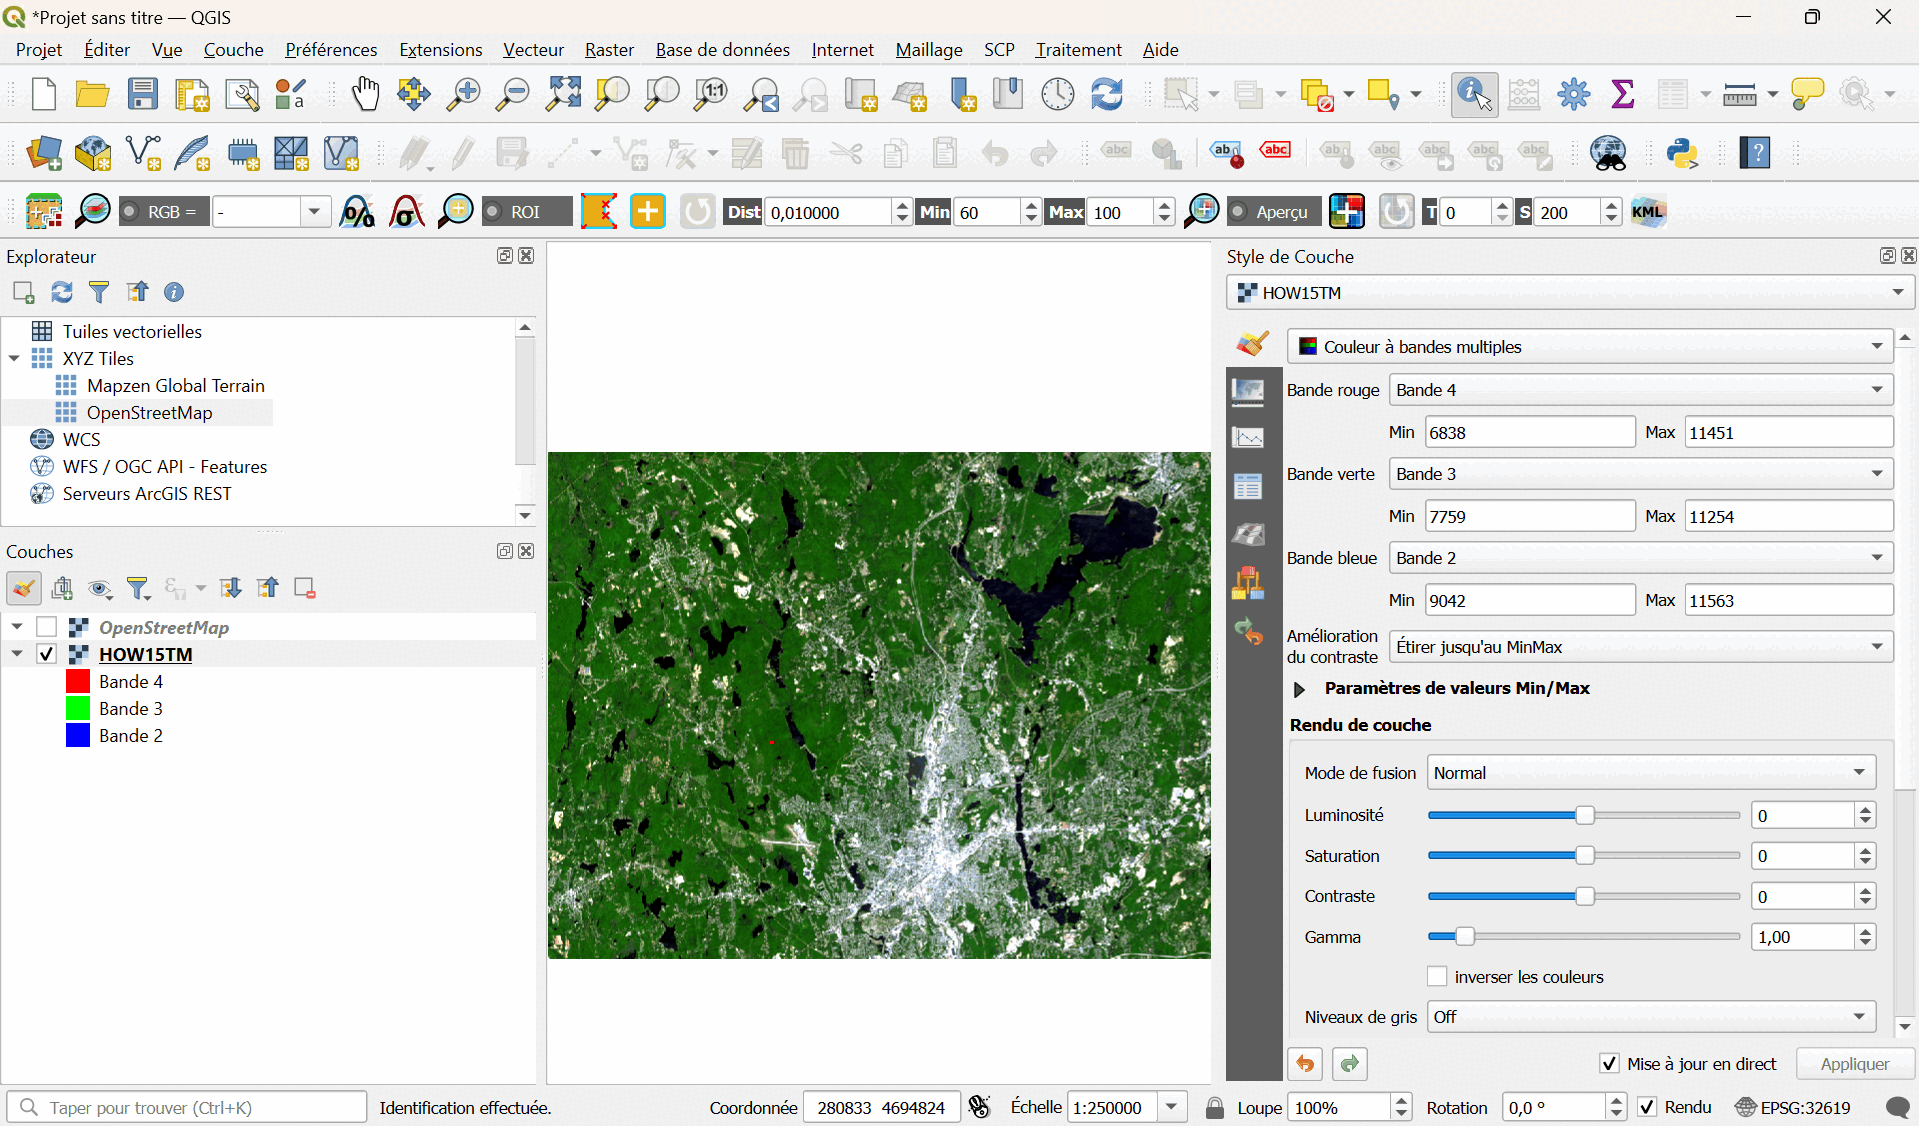 *Projet sans titre — QGIS
Projet Éditer Vue Couche Préférences Extensions Vecteur Raster Base de données Internet Maillage SCP Traitement Aide
RGB = - ROI Dist 0,010000 Min 60 Max 100 Aperçu T 0 S 200 KML
Explorateur
Tuiles vectorielles
XYZ Tiles
Mapzen Global Terrain
OpenStreetMap
WCS
WFS / OGC API - Features
Serveurs ArcGIS REST
Couches
OpenStreetMap
HOW15TM
Bande 4
Bande 3
Bande 2
Style de Couche
HOW15TM
Couleur à bandes multiples
Bande rouge Bande 4
Min 6838 Max 11451
Bande verte Bande 3
Min 7759 Max 11254
Bande bleue Bande 2
Min 9042 Max 11563
Amélioration
du contraste Étirer jusqu'au MinMax
Paramètres de valeurs Min/Max
Rendu de couche
Mode de fusion Normal
Luminosité 0
Saturation 0
Contraste 0
Gamma 1,00
inverser les couleurs
Niveaux de gris Off
Mise à jour en direct Appliquer
Taper pour trouver (Ctrl+K) Identification effectuée. Coordonnée 280833 4694824 Échelle 1:250000 Loupe 100% Rotation 0,0 ° Rendu EPSG:32619